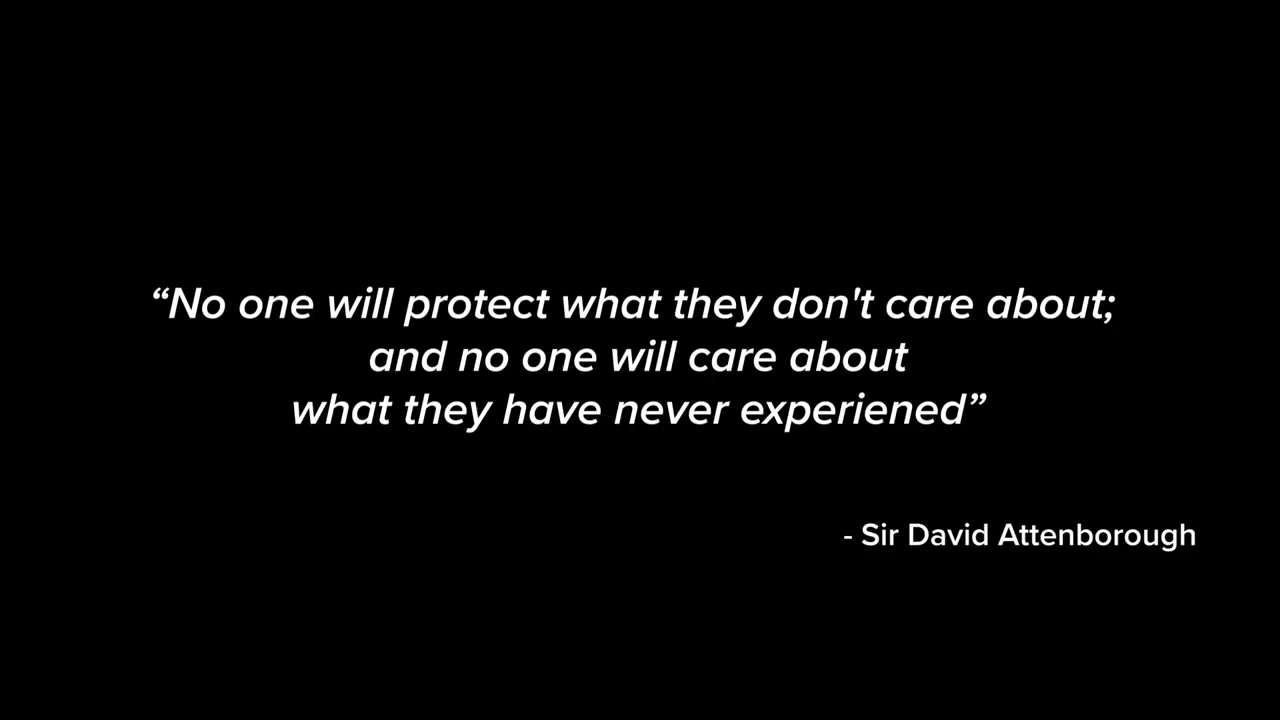 “No one will protect what they don't care about;
and no one will care about
what they have never experiened”
- Sir David Attenborough